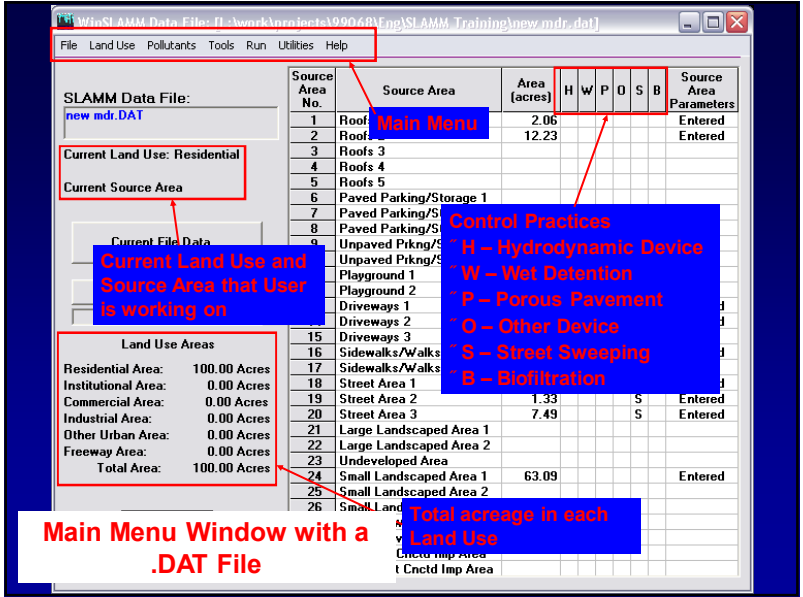 WinSLAMM Data File: [L:\work\projects\99068\Eng\SLAMM Training\new mdr.dat]
File Land Use Pollutants Tools Run Utilities Help
SLAMM Data File:
new mdr.DAT
Current Land Use: Residential
Current Source Area
Current File Data
Current Land Use and
Source Area that User
is working on
Land Use Areas
Residential Area: 100.00 Acres
Institutional Area: 0.00 Acres
Commercial Area: 0.00 Acres
Industrial Area: 0.00 Acres
Other Urban Area: 0.00 Acres
Freeway Area: 0.00 Acres
Total Area: 100.00 Acres
Main Menu Window with a
.DAT File
Source Area No. Source Area Area (acres) H W P O S B Source Area Parameters
1 Roofs 2.06 Entered
2 Roofs 12.23 Entered
3 Roofs 3
4 Roofs 4
5 Roofs 5
6 Paved Parking/Storage 1
7 Paved Parking/S
8 Paved Parking/S
9 Unpaved Prkng/S
Unpaved Prkng/S
Playground 1
Playground 2
Driveways 1
Driveways 2
15 Driveways 3
16 Sidewalks/Walks
17 Sidewalks/Walks
18 Street Area 1
19 Street Area 2 1.33 S Entered
20 Street Area 3 7.49 S Entered
21 Large Landscaped Area 1
22 Large Landscaped Area 2
23 Undeveloped Area
24 Small Landscaped Area 1 63.09 Entered
25 Small Landscaped Area 2
26 Small Land
Cnctd Imp Area
t Cnctd Imp Area
Main Menu
Control Practices
˝ H – Hydrodynamic Device
˝ W – Wet Detention
˝ P – Porous Pavement
˝ O – Other Device
˝ S – Street Sweeping
˝ B – Biofiltration
Total acreage in each
Land Use